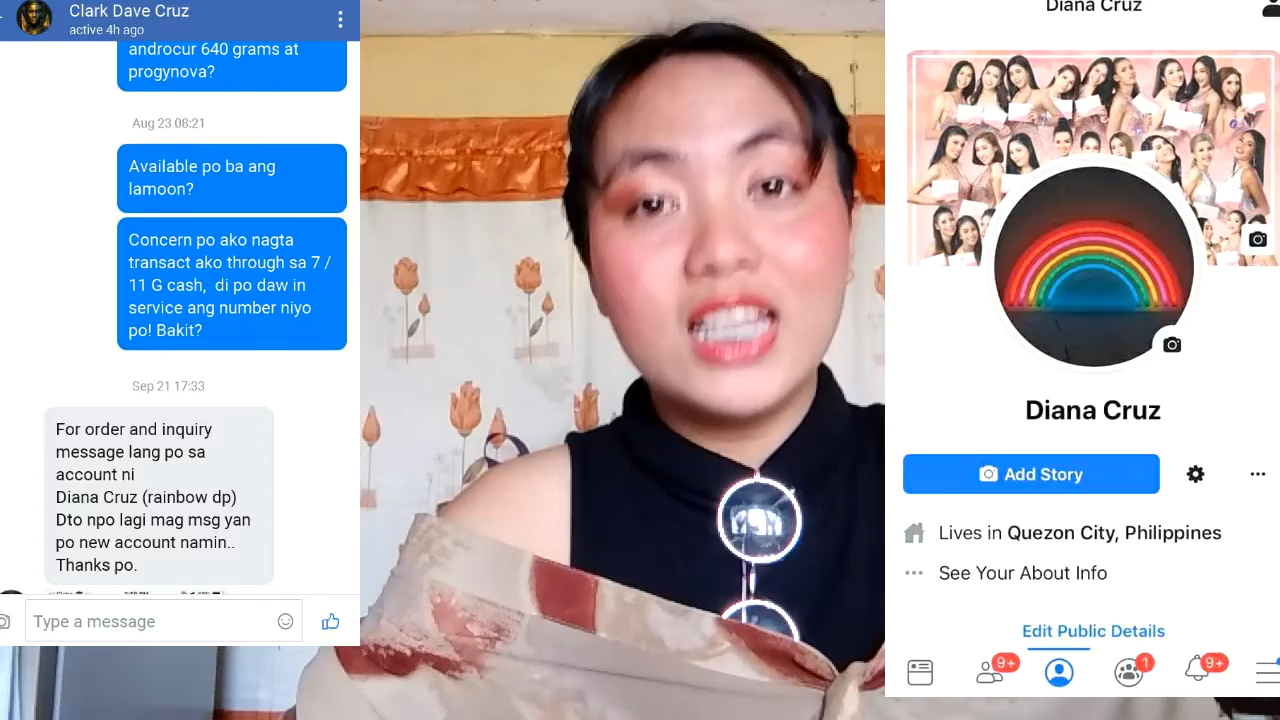 Clark Dave Cruz
active 4h ago
androcur 640 grams at
progynova?
Aug 23 08:21
Available po ba ang
lamoon?
Concern po ako nagta
transact ako through sa 7 /
11 G cash, di po daw in
service ang number niyo
po! Bakit?
Sep 21 17:33
For order and inquiry
message lang po sa
account ni
Diana Cruz (rainbow dp)
Dto npo lagi mag msg yan
po new account namin..
Thanks po.
Type a message
Diana Cruz
Diana Cruz
Add Story
Lives in Quezon City, Philippines
See Your About Info
Edit Public Details
9+
1
9+